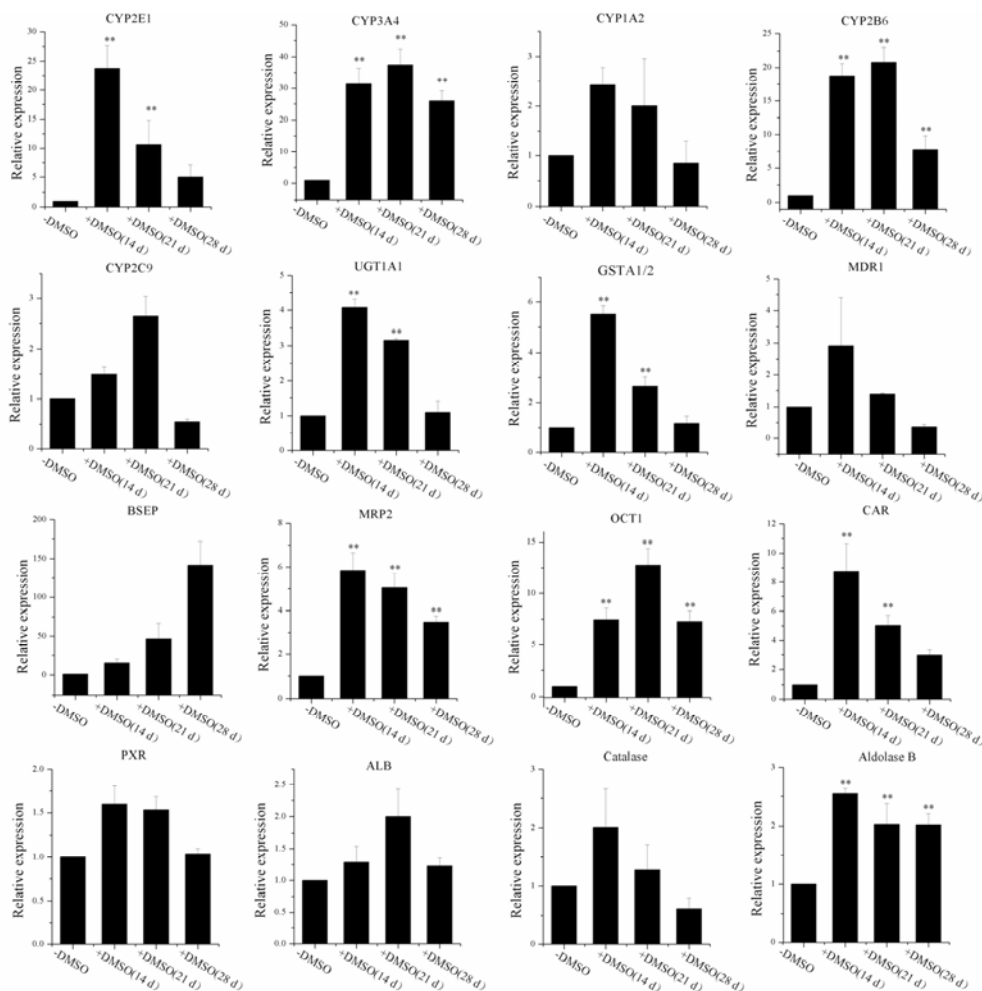 CYP2E1
Relative expression
30
25
20
15
10
5
0
**
**
-DMSO
+DMSO(14 d)
+DMSO(21 d)
+DMSO(28 d)
CYP3A4
Relative expression
50
40
30
20
10
0
**
**
**
-DMSO
+DMSO(14 d)
+DMSO(21 d)
+DMSO(28 d)
CYP1A2
Relative expression
3
2
1
0
-DMSO
+DMSO(14 d)
+DMSO(21 d)
+DMSO(28 d)
CYP2B6
Relative expression
25
20
15
10
5
0
**
**
**
-DMSO
+DMSO(14 d)
+DMSO(21 d)
+DMSO(28 d)
CYP2C9
Relative expression
3
2
1
0
-DMSO
+DMSO(14 d)
+DMSO(21 d)
+DMSO(28 d)
UGT1A1
Relative expression
5
4
3
2
1
0
**
**
-DMSO
+DMSO(14 d)
+DMSO(21 d)
+DMSO(28 d)
GSTA1/2
Relative expression
6
4
2
0
**
**
-DMSO
+DMSO(14 d)
+DMSO(21 d)
+DMSO(28 d)
MDR1
Relative expression
5
4
3
2
1
0
-DMSO
+DMSO(14 d)
+DMSO(21 d)
+DMSO(28 d)
BSEP
Relative expression
200
150
100
50
0
-DMSO
+DMSO(14 d)
+DMSO(21 d)
+DMSO(28 d)
MRP2
Relative expression
8
6
4
2
0
**
**
**
-DMSO
+DMSO(14 d)
+DMSO(21 d)
+DMSO(28 d)
OCT1
Relative expression
15
10
5
0
**
**
**
-DMSO
+DMSO(14 d)
+DMSO(21 d)
+DMSO(28 d)
CAR
Relative expression
12
10
8
6
4
2
0
**
**
-DMSO
+DMSO(14 d)
+DMSO(21 d)
+DMSO(28 d)
PXR
Relative expression
2.0
1.5
1.0
0.5
0.0
-DMSO
+DMSO(14 d)
+DMSO(21 d)
+DMSO(28 d)
ALB
Relative expression
2.5
2.0
1.5
1.0
0.5
0.0
-DMSO
+DMSO(14 d)
+DMSO(21 d)
+DMSO(28 d)
Catalase
Relative expression
3
2
1
0
-DMSO
+DMSO(14 d)
+DMSO(21 d)
+DMSO(28 d)
Aldolase B
Relative expression
3
2
1
0
**
**
**
-DMSO
+DMSO(14 d)
+DMSO(21 d)
+DMSO(28 d)